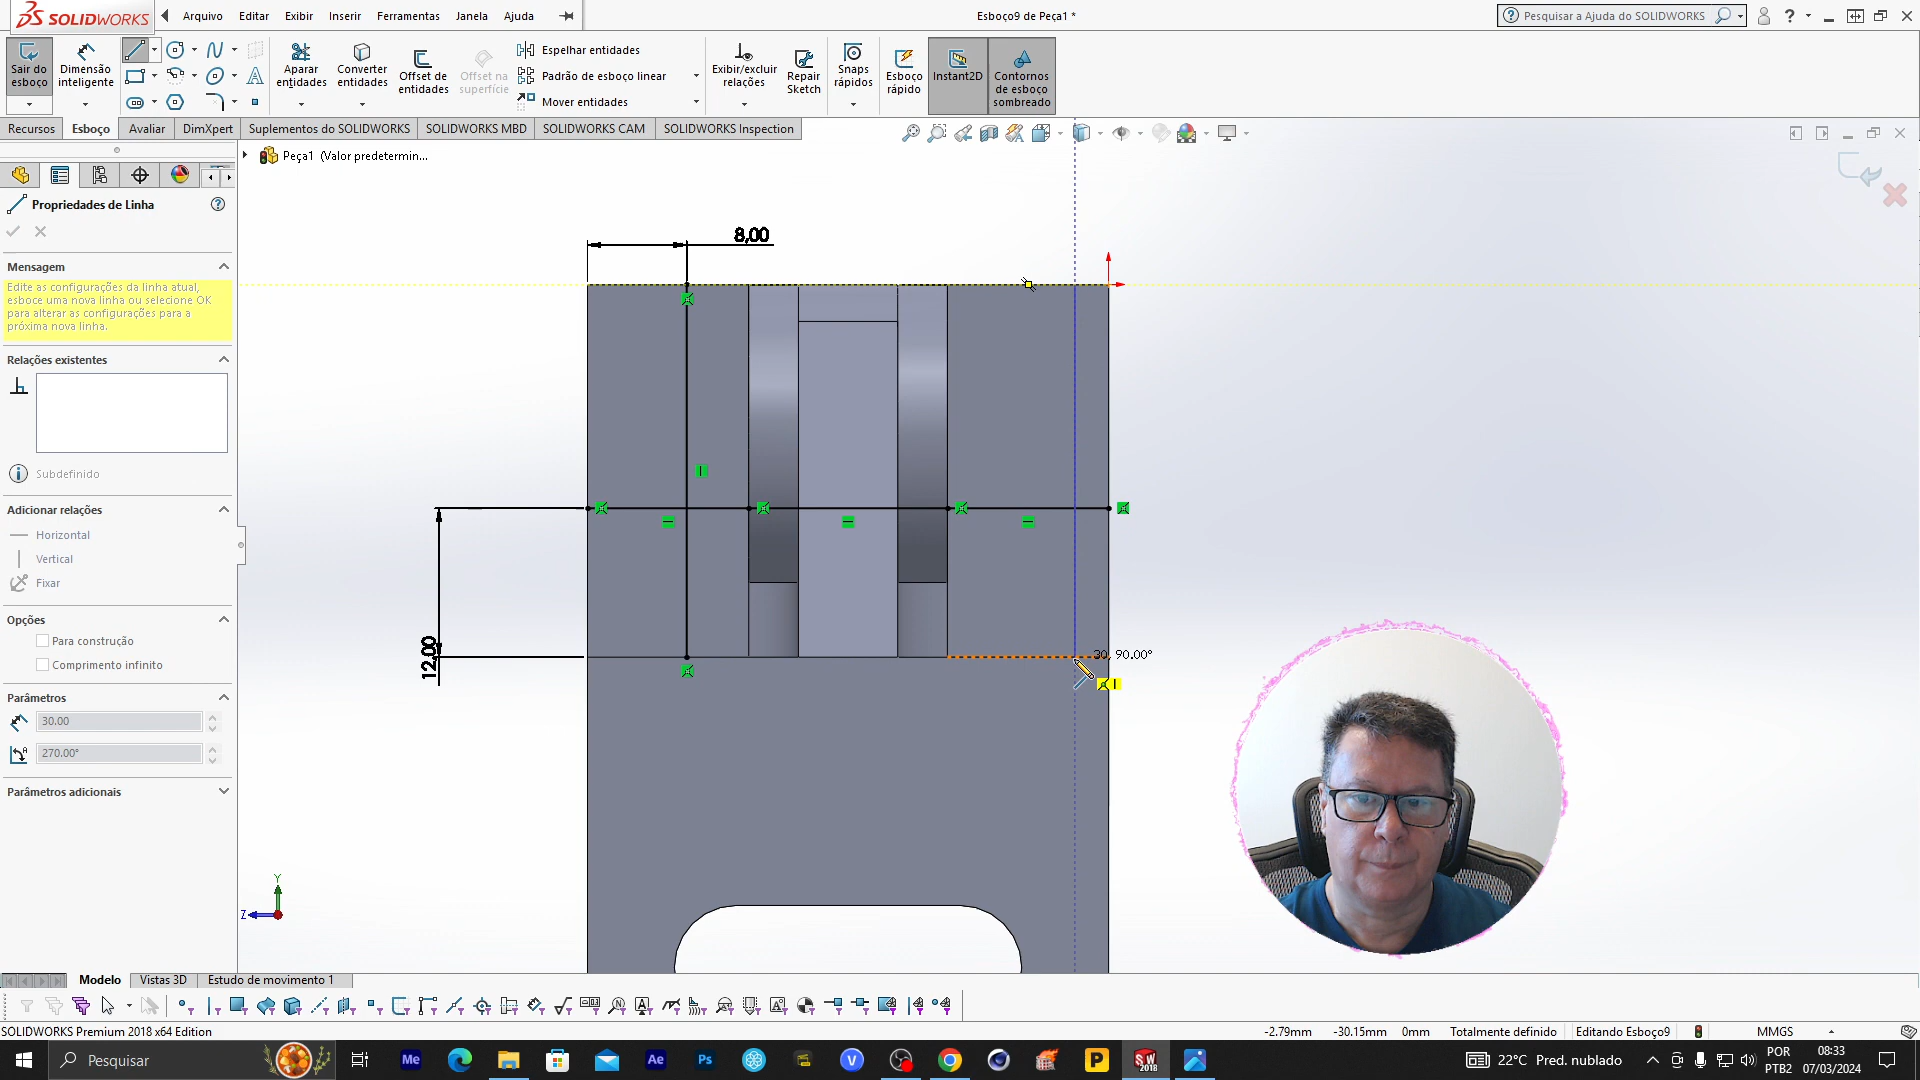 SOLIDWORKS
Arquivo Editar Exibir Inserir Ferramentas Janela Ajuda
Esboço9 de Peça1 *
Pesquisar a Ajuda do SOLIDWORKS
Sair do esboço
Dimensão inteligente
Aparar entidades
Converter entidades
Offset de entidades
Offset na superfície
Espelhar entidades
Padrão de esboço linear
Mover entidades
Exibir/excluir relações
Repair Sketch
Snaps rápidos
Esboço rápido
Instant2D
Contornos de esboço sombreado
Recursos Esboço Avaliar DimXpert Suplementos do SOLIDWORKS SOLIDWORKS MBD SOLIDWORKS CAM SOLIDWORKS Inspection
Peça1 (Valor predetermin...
Propriedades de Linha
Mensagem
Edite as configurações da linha atual,
esboce uma nova linha ou selecione OK
para alterar as configurações para a
próxima nova linha.
Relações existentes
Subdefinido
Adicionar relações
Horizontal
Vertical
Fixar
Opções
Para construção
Comprimento infinito
Parâmetros
30.00
270.00°
Parâmetros adicionais
8,00
12,00
30, 90.00°
Y
Z
Modelo Vistas 3D Estudo de movimento 1
SOLIDWORKS Premium 2018 x64 Edition
-2.79mm -30.15mm 0mm Totalmente definido Editando Esboço9 MMGS
Pesquisar
Me
Ae
Ps
V
P
SW
2018
22°C Pred. nublado
POR
PTB2
08:33
07/03/2024